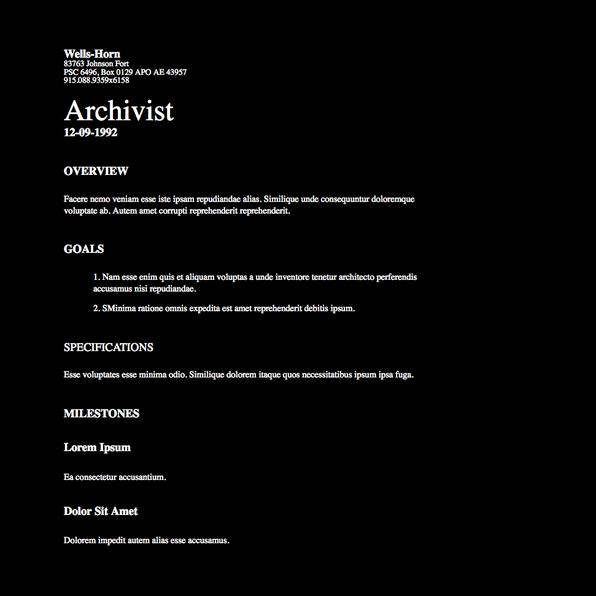 Wells-Horn
83763 Johnson Fort
PSC 6496, Box 0129 APO AE 43957
915.088.9359x6158
Archivist
12-09-1992
OVERVIEW
Facere nemo veniam esse iste ipsam repudiandae alias. Similique unde consequuntur doloremque
voluptate ab. Autem amet corrupti reprehenderit reprehenderit.
GOALS
1. Nam esse enim quis et aliquam voluptas a unde inventore tenetur architecto perferendis
accusamus nisi repudiandae.
2. SMinima ratione omnis expedita est amet reprehenderit debitis ipsum.
SPECIFICATIONS
Esse voluptates esse minima odio. Similique dolorem itaque quos necessitatibus ipsum ipsa fuga.
MILESTONES
Lorem Ipsum
Ea consectetur accusantium.
Dolor Sit Amet
Dolorem impedit autem alias esse accusamus.